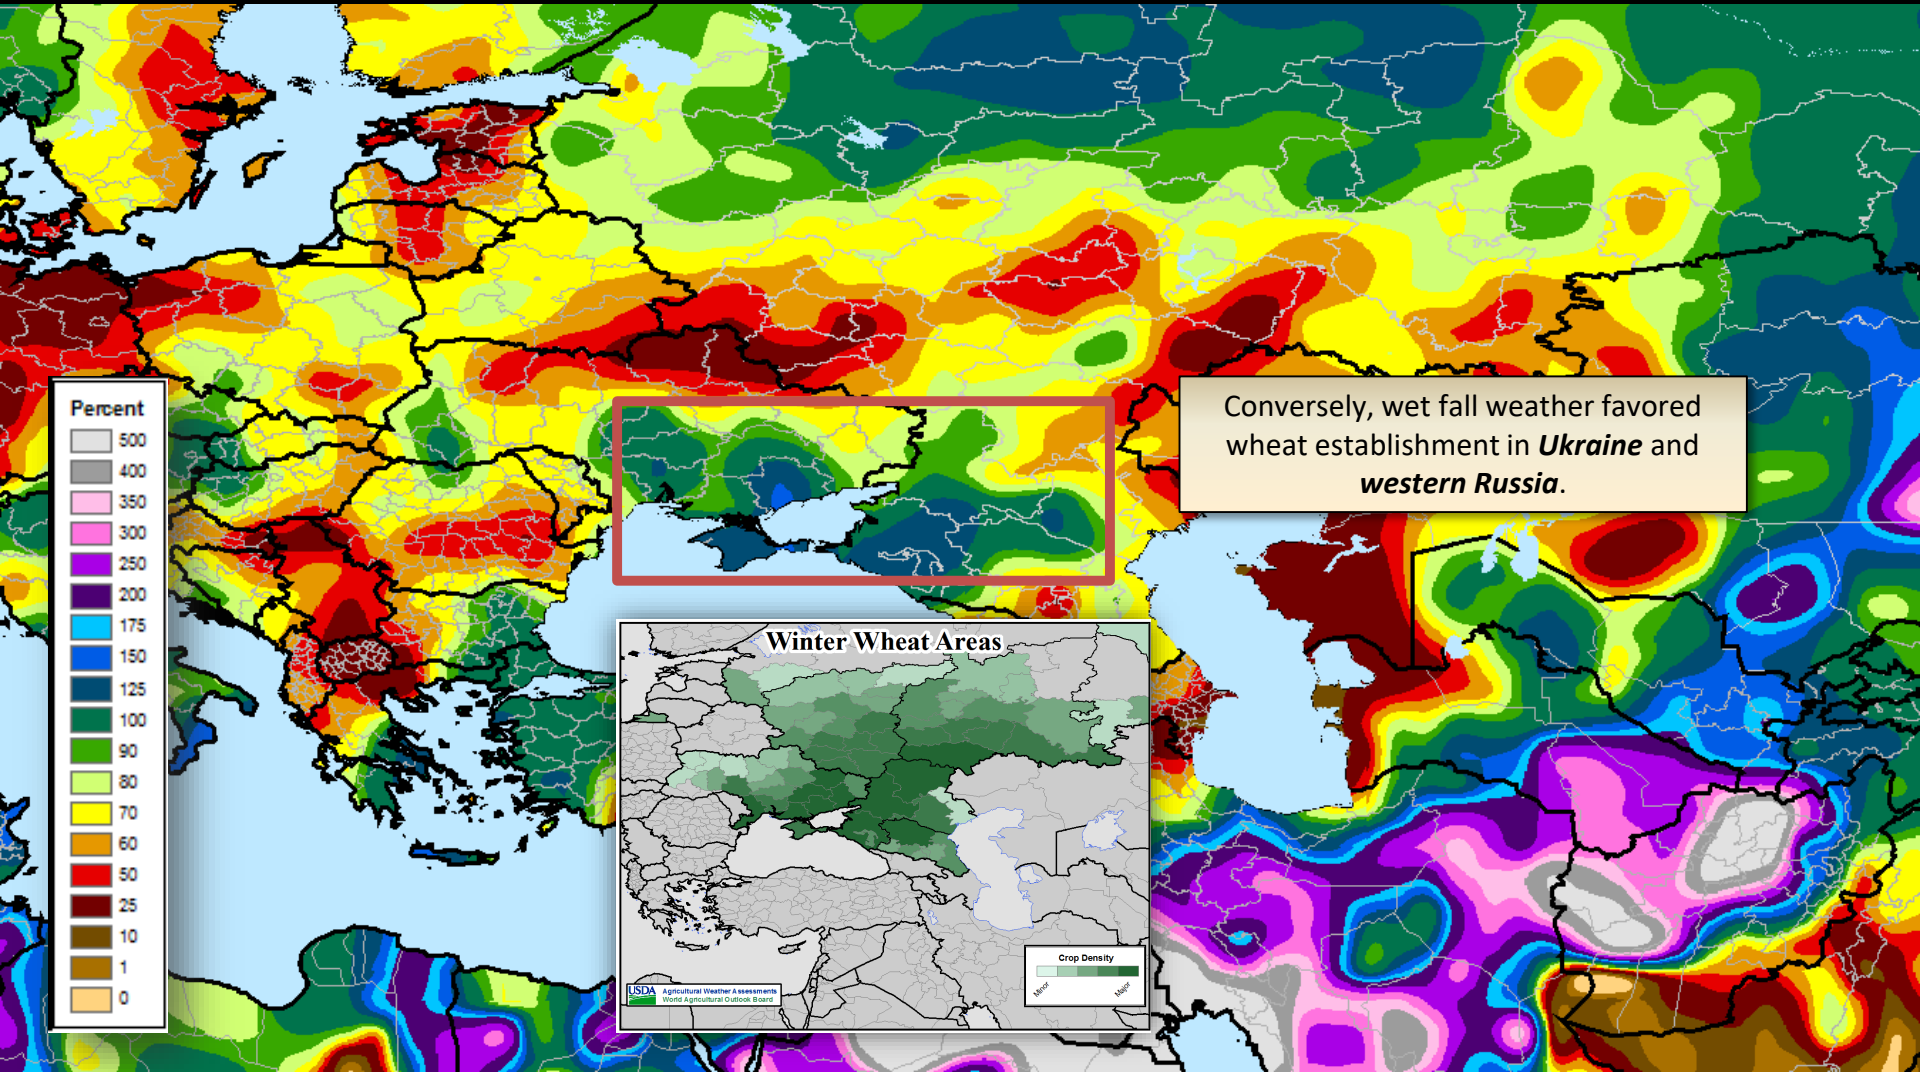 Conversely, wet fall weather favored
wheat establishment in Ukraine and
western Russia.
Percent
500
400
350
300
250
200
175
150
125
100
90
80
70
60
50
25
10
1
0
Winter Wheat Areas
Crop Density
Minor
Major
USDA
Agricultural Weather Assessments
World Agricultural Outlook Board